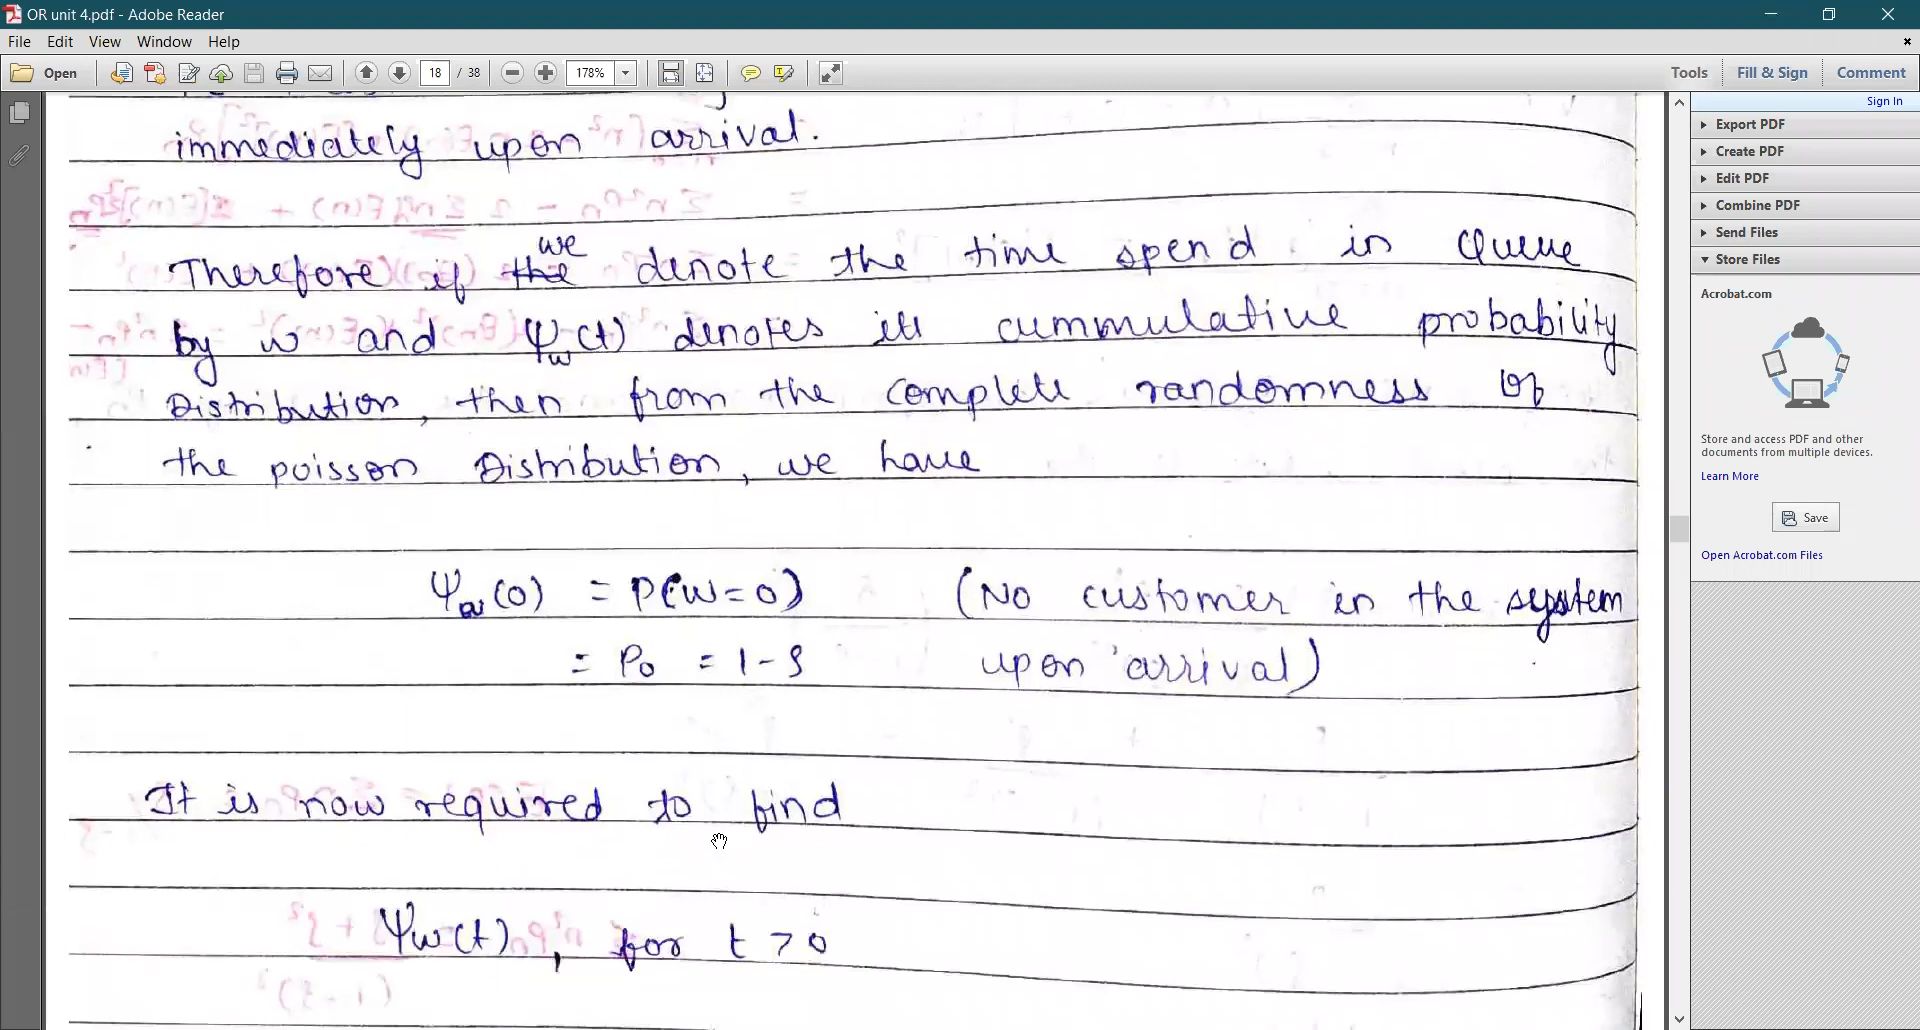 OR unit 4.pdf - Adobe Reader
File Edit View Window Help
Open 18 / 38 178% Tools Fill & Sign Comment
Sign In
Export PDF
Create PDF
Edit PDF
Combine PDF
Send Files
Store Files
Acrobat.com
Store and access PDF and other
documents from multiple devices.
Learn More
Save
Open Acrobat.com Files
immediately upon arrival.
Therefore if we denote the time spend in Queue
by w and Ψw(t) denotes its cummulative probability
Distribution, then from the complete randomness of
the poisson Distribution, we have
Ψw(0) = P(w=0) (No customer in the system
= P0 = 1-ρ upon arrival)
It is now required to find
Ψw(t), for t > 0